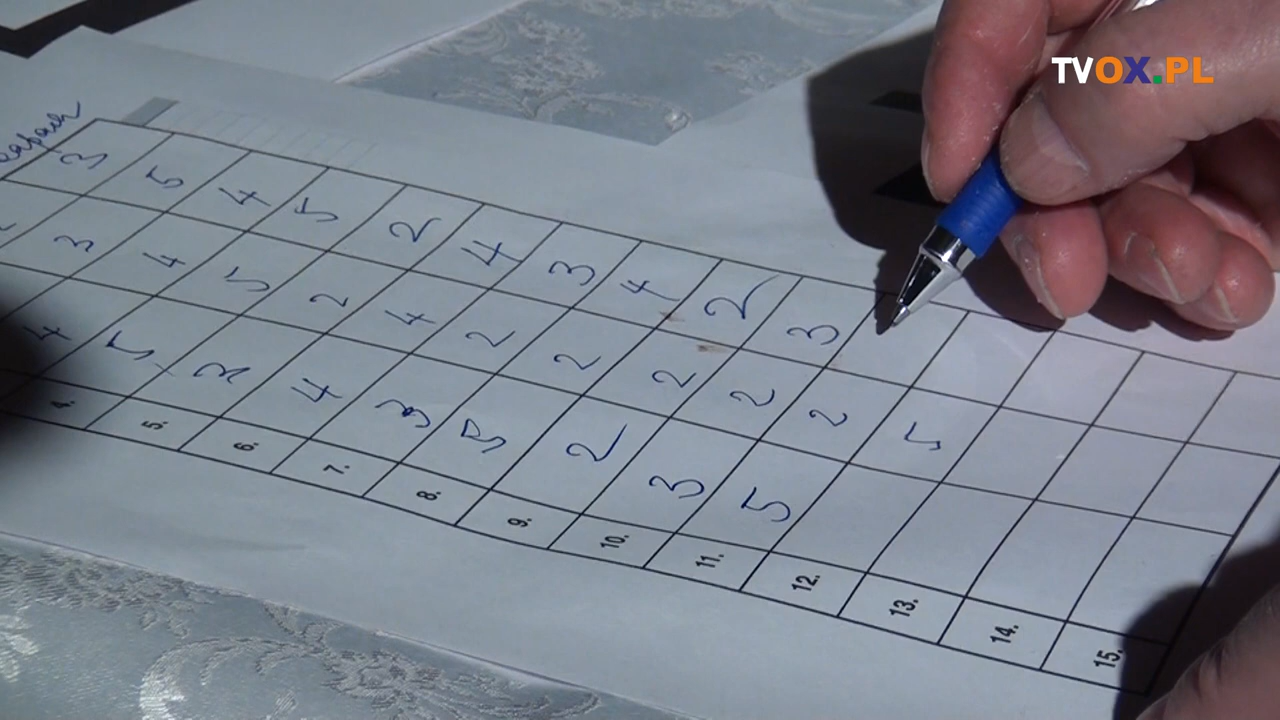 3
3 5
4 4 4
4. 5 5 5
5. 3 2 2
6. 4 4 4
7. 3 2 3
8. 5 2 4
9. 2 2 2
10. 3 2 3
11. 5 2
12. 5
13.
14.
15.
TVOX.PL